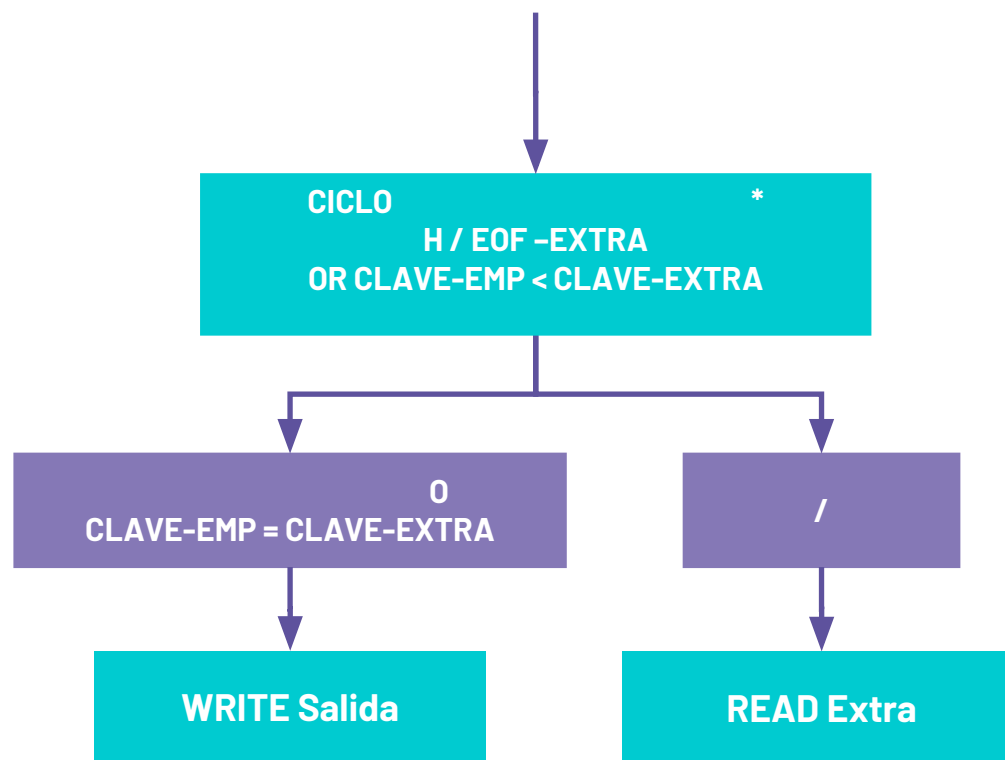 CICLO *
H / EOF –EXTRA
OR CLAVE-EMP < CLAVE-EXTRA
O
CLAVE-EMP = CLAVE-EXTRA
/
WRITE Salida
READ Extra